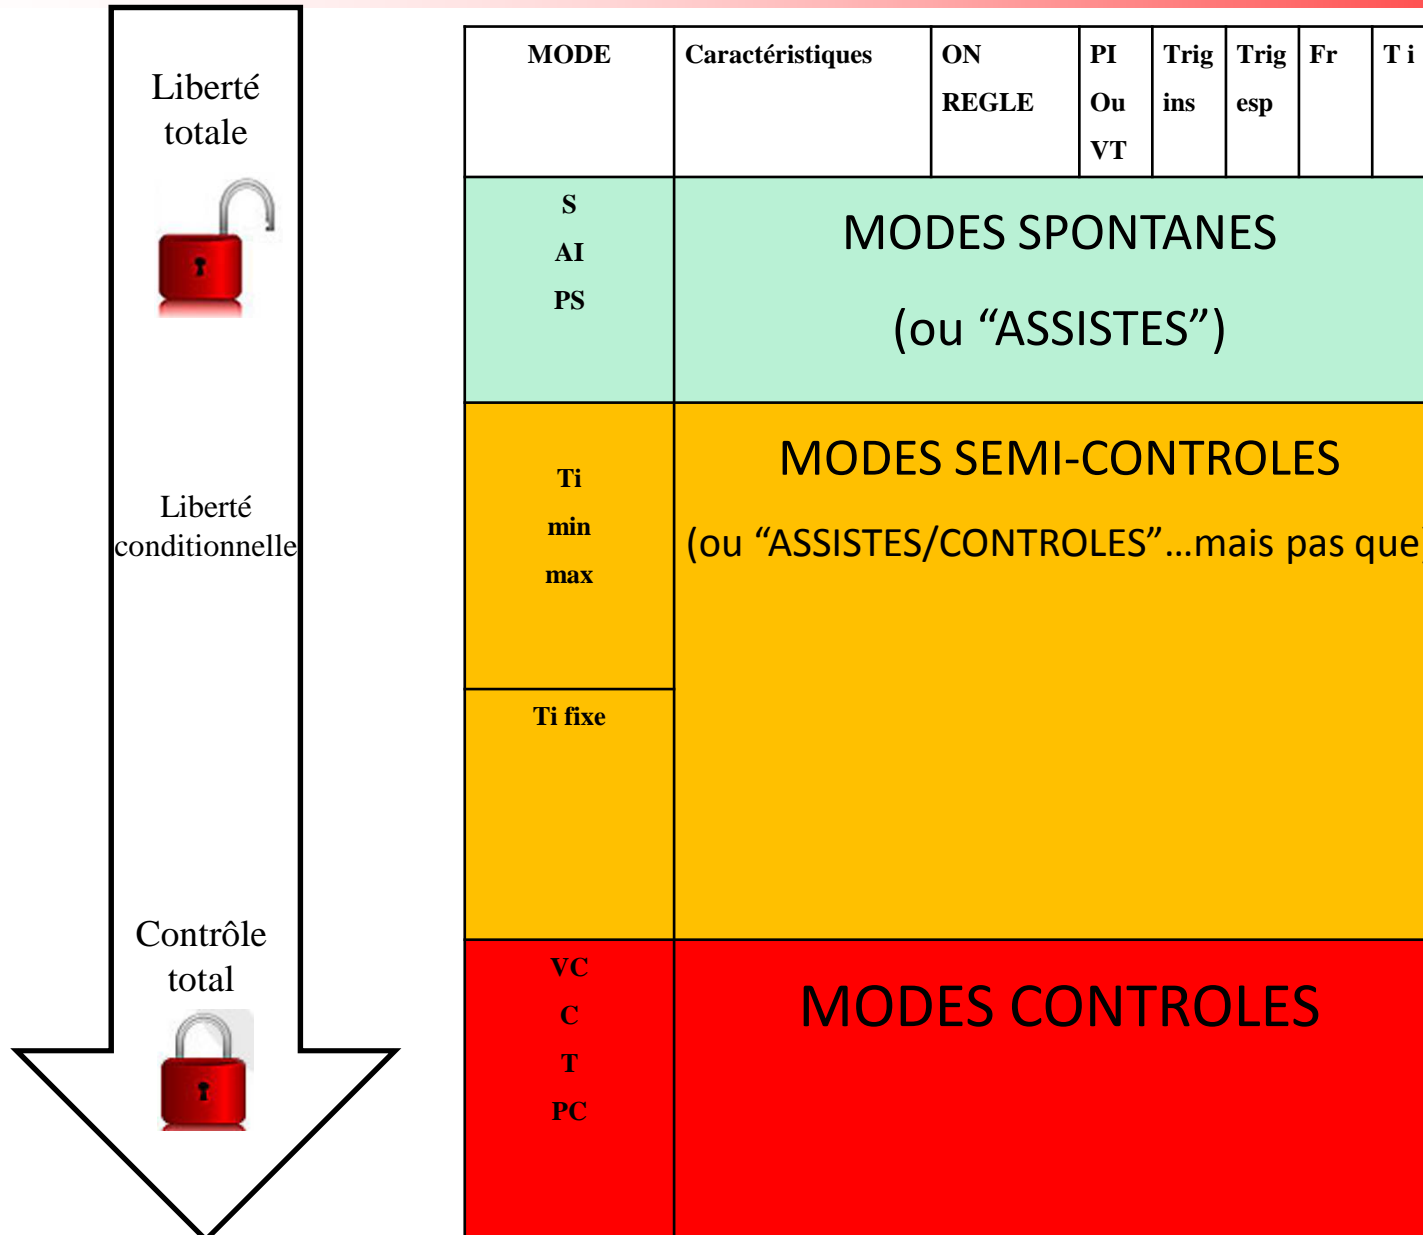 Liberté
totale
Liberté
conditionnelle
Contrôle
total
MODE
Caractéristiques
ON
REGLE
PI
Ou
VT
Trig
ins
Trig
esp
Fr
T i
S
AI
PS
MODES SPONTANES
(ou “ASSISTES”)
Ti
min
max
MODES SEMI-CONTROLES
(ou “ASSISTES/CONTROLES”...mais pas que)
Ti fixe
VC
C
T
PC
MODES CONTROLES